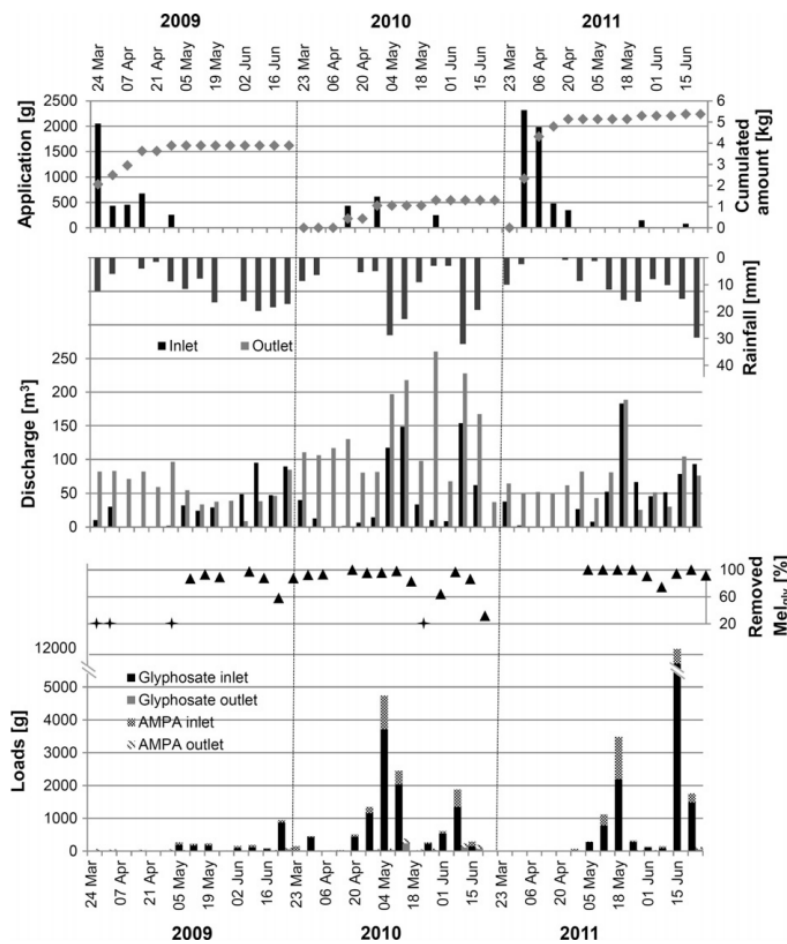 2009 2010 2011
24 Mar 07 Apr 21 Apr 05 May 19 May 02 Jun 16 Jun 23 Mar 06 Apr 20 Apr 04 May 18 May 01 Jun 15 Jun 23 Mar 06 Apr 20 Apr 05 May 18 May 01 Jun 15 Jun
Application [g]
2500
2000
1500
1000
500
0
6
5
4
3
2
1
0
Cumulated
amount [kg]
0
10
20
30
40
Rainfall [mm]
Inlet Outlet
Discharge [m³]
250
200
150
100
50
0
100
60
20
Removed
Mel_gly [%]
12000
5000
4000
3000
2000
1000
0
Loads [g]
Glyphosate inlet
Glyphosate outlet
AMPA inlet
AMPA outlet
24 Mar 07 Apr 21 Apr 05 May 19 May 02 Jun 16 Jun 23 Mar 06 Apr 20 Apr 04 May 18 May 01 Jun 15 Jun 23 Mar 06 Apr 20 Apr 05 May 18 May 01 Jun 15 Jun
2009 2010 2011